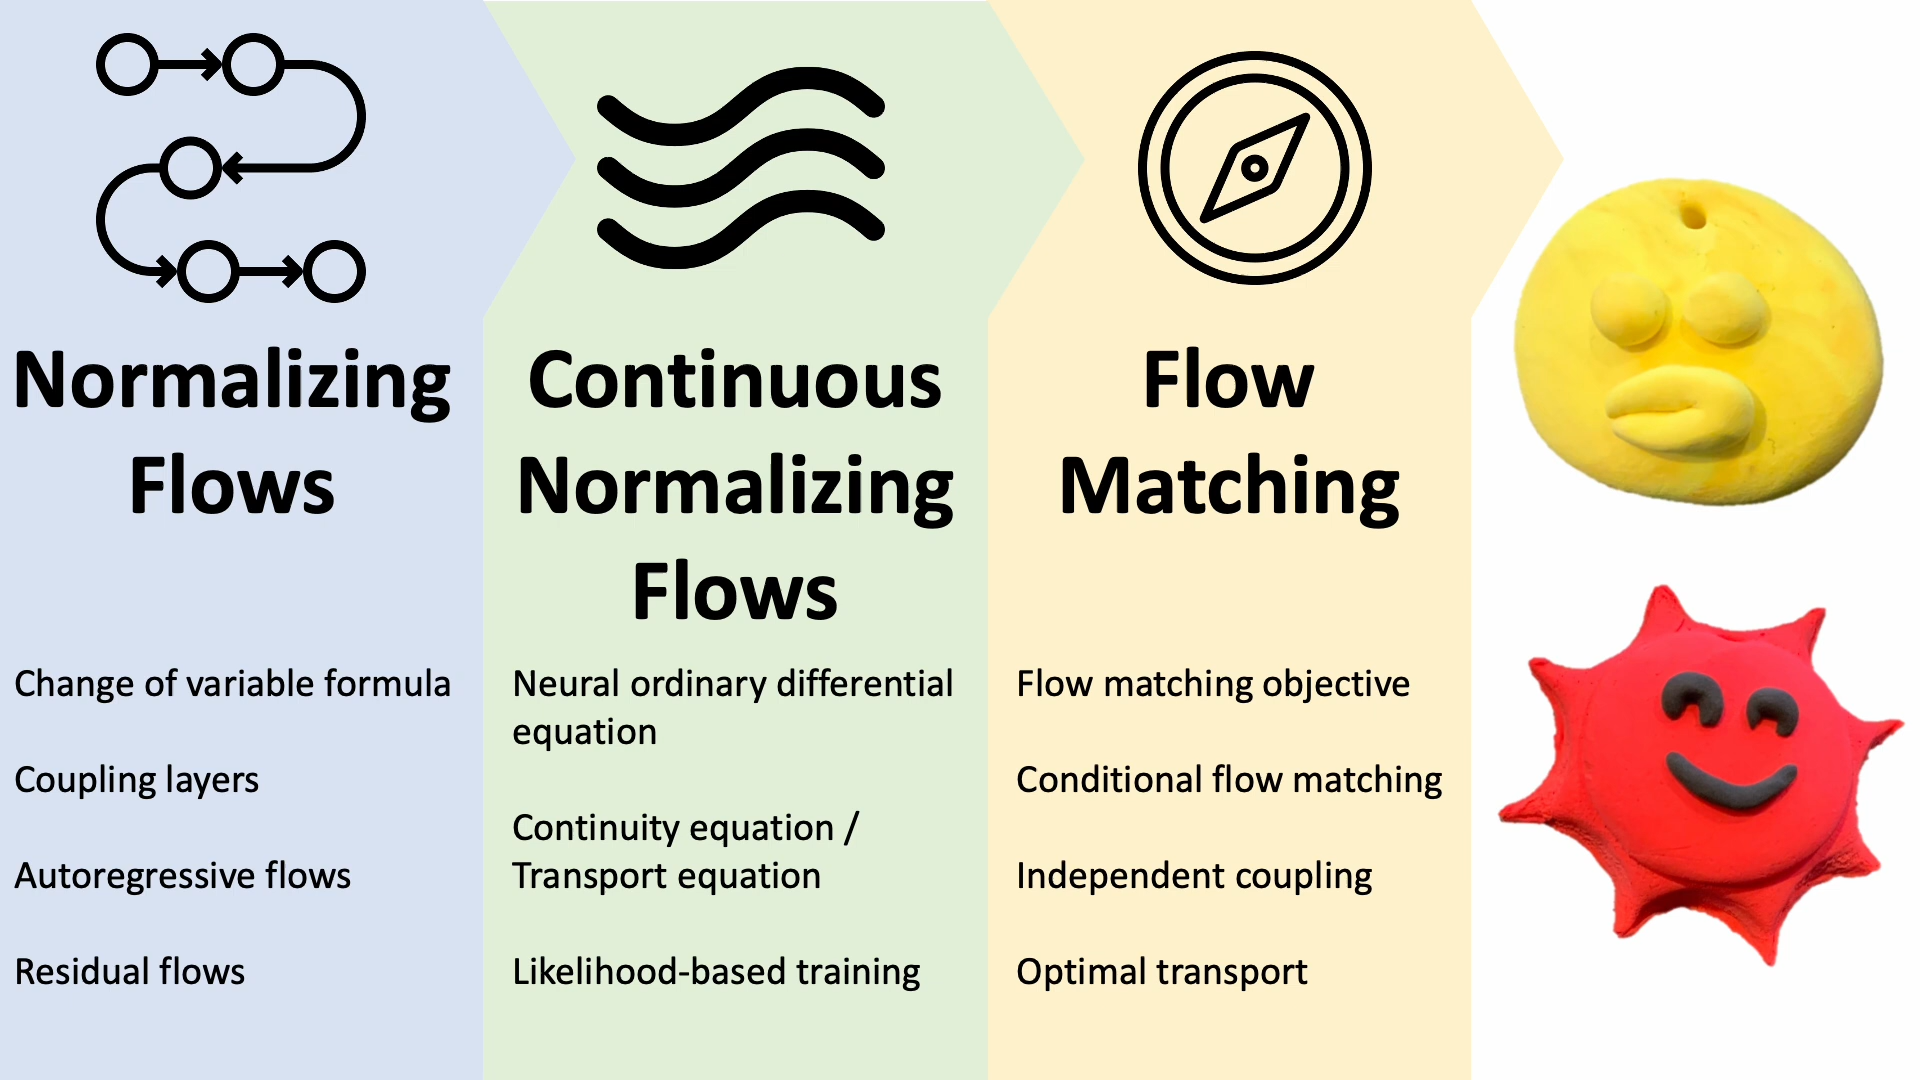 Normalizing
Flows
Change of variable formula
Coupling layers
Autoregressive flows
Residual flows
Continuous
Normalizing
Flows
Neural ordinary differential
equation
Continuity equation /
Transport equation
Likelihood-based training
Flow
Matching
Flow matching objective
Conditional flow matching
Independent coupling
Optimal transport